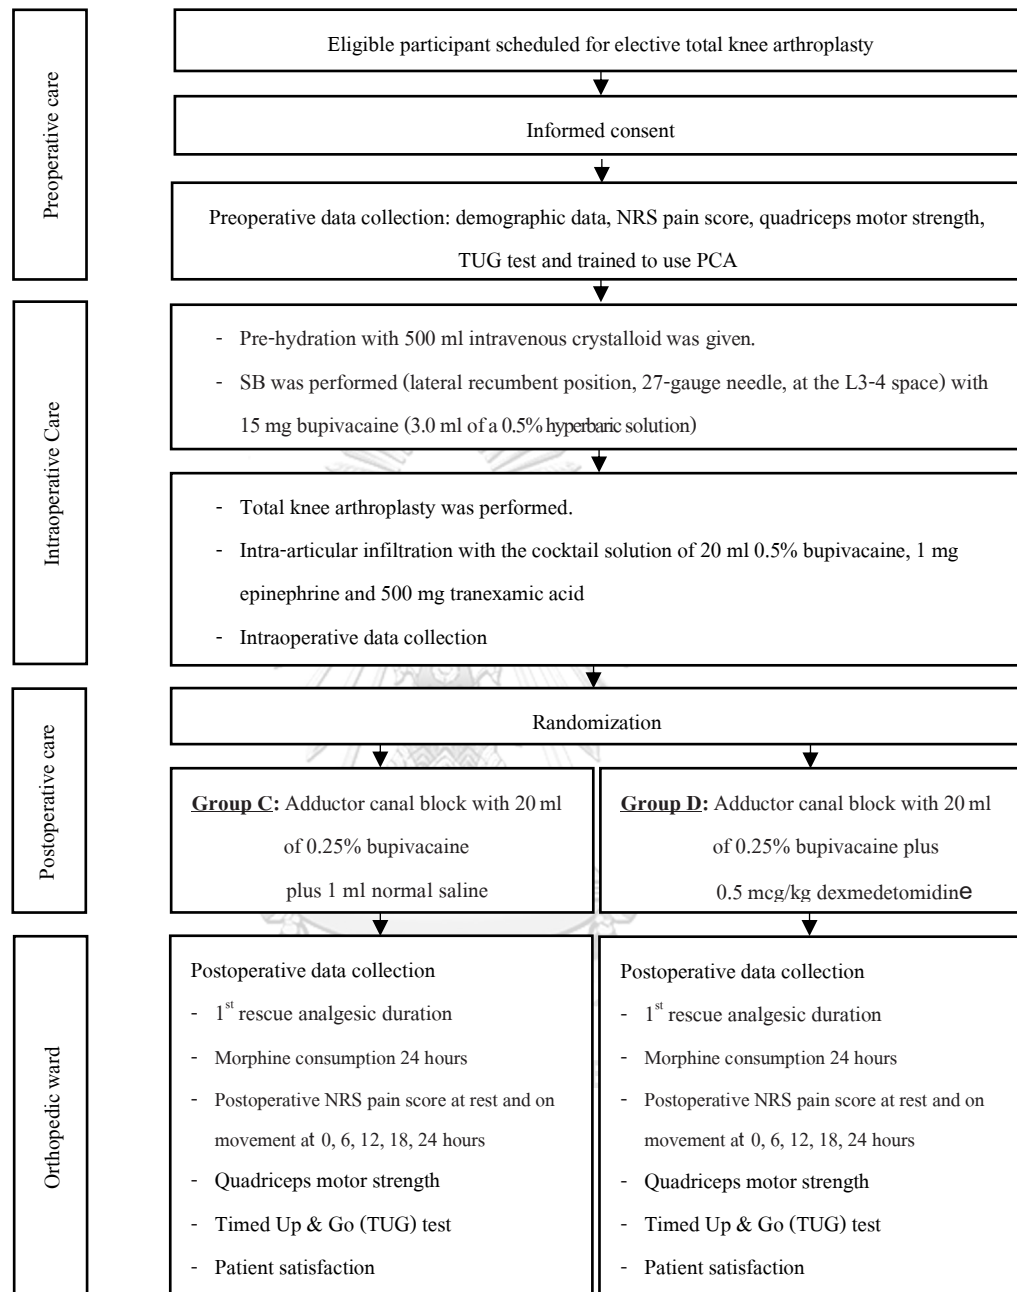 Preoperative care
Eligible participant scheduled for elective total knee arthroplasty
Informed consent
Preoperative data collection: demographic data, NRS pain score, quadriceps motor strength,
TUG test and trained to use PCA
Intraoperative Care
- Pre-hydration with 500 ml intravenous crystalloid was given.
- SB was performed (lateral recumbent position, 27-gauge needle, at the L3-4 space) with
15 mg bupivacaine (3.0 ml of a 0.5% hyperbaric solution)
- Total knee arthroplasty was performed.
- Intra-articular infiltration with the cocktail solution of 20 ml 0.5% bupivacaine, 1 mg
epinephrine and 500 mg tranexamic acid
- Intraoperative data collection
Postoperative care
Randomization
Group C: Adductor canal block with 20 ml
of 0.25% bupivacaine
plus 1 ml normal saline
Group D: Adductor canal block with 20 ml
of 0.25% bupivacaine plus
0.5 mcg/kg dexmedetomidine
Orthopedic ward
Postoperative data collection
- 1st rescue analgesic duration
- Morphine consumption 24 hours
- Postoperative NRS pain score at rest and on
movement at 0, 6, 12, 18, 24 hours
- Quadriceps motor strength
- Timed Up & Go (TUG) test
- Patient satisfaction
Postoperative data collection
- 1st rescue analgesic duration
- Morphine consumption 24 hours
- Postoperative NRS pain score at rest and on
movement at 0, 6, 12, 18, 24 hours
- Quadriceps motor strength
- Timed Up & Go (TUG) test
- Patient satisfaction